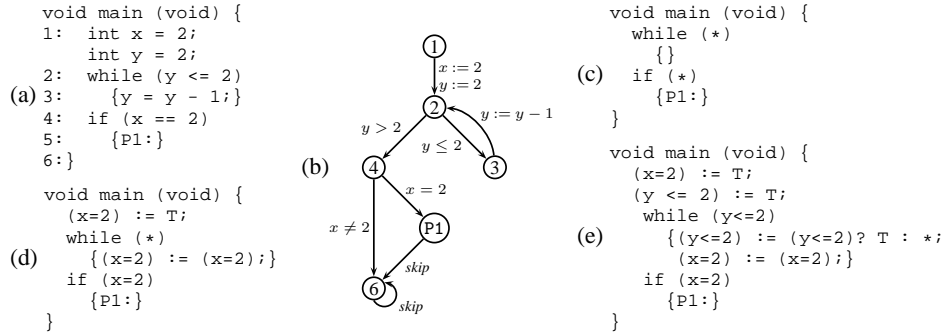 (a)
void main (void) {
1: int x = 2;
int y = 2;
2: while (y <= 2)
3: {y = y - 1;}
4: if (x == 2)
5: {P1:}
6:}
(b)
1
x := 2
y := 2
2
y := y − 1
y > 2
y ≤ 2
4
3
x = 2
x ≠ 2
P1
skip
6
skip
(c)
void main (void) {
while (*)
{}
if (*)
{P1:}
}
(d)
void main (void) {
(x=2) := T;
while (*)
{(x=2) := (x=2);}
if (x=2)
{P1:}
}
(e)
void main (void) {
(x=2) := T;
(y <= 2) := T;
while (y<=2)
{(y<=2) := (y<=2)? T : *;
(x=2) := (x=2);}
if (x=2)
{P1:}
}